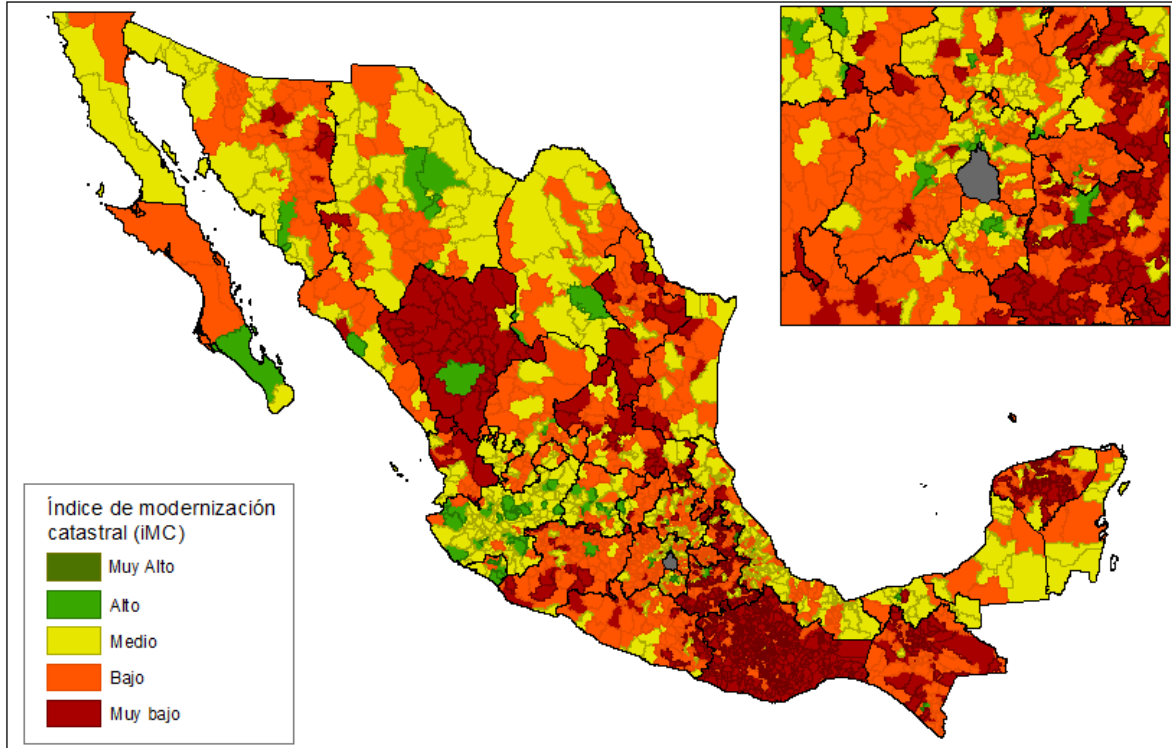 Índice de modernización
catastral (iMC)
Muy Alto
Alto
Medio
Bajo
Muy bajo